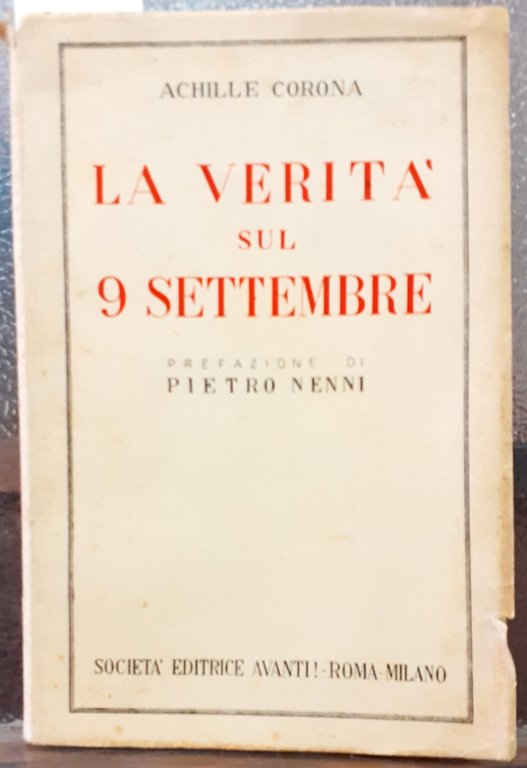 ACHILLE CORONA
LA VERITA'
SUL
9 SETTEMBRE
PREFAZIONE DI
PIETRO NENNI
SOCIETA' EDITRICE AVANTI! - ROMA - MILANO